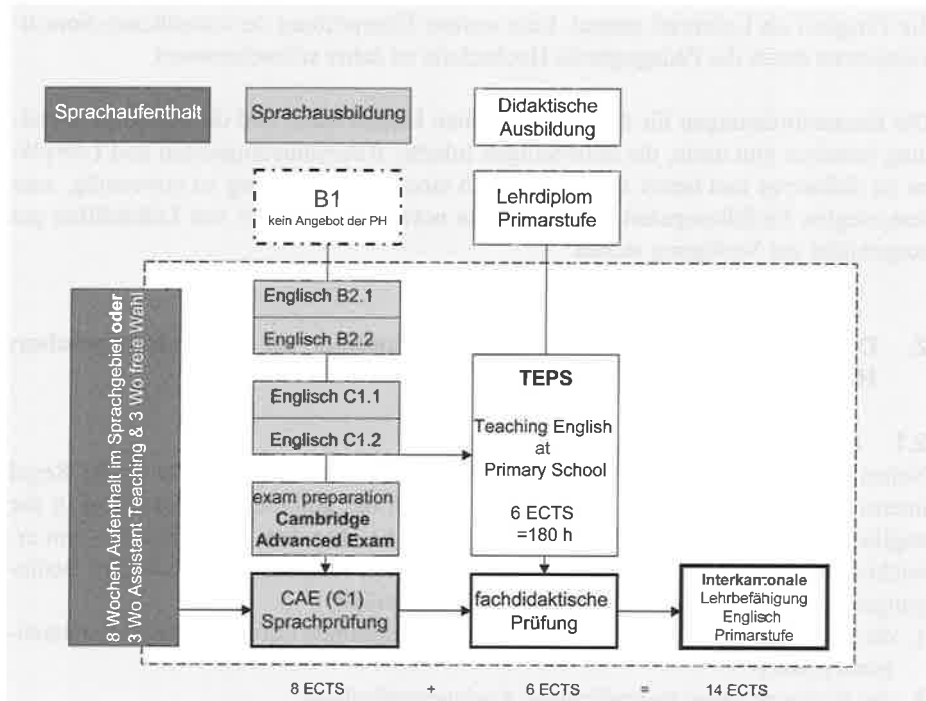 Sprachaufenthalt
Sprachausbildung
Didaktische
Ausbildung
B1
kein Angebot der PH
Lehrdiplom
Primarstufe
8 Wochen Aufenthalt im Sprachgebiet oder
3 Wo Assistant Teaching & 3 Wo freie Wahl
Englisch B2.1
Englisch B2.2
Englisch C1.1
Englisch C1.2
exam preparation
Cambridge
Advanced Exam
CAE (C1)
Sprachprüfung
TEPS
Teaching English
at
Primary School
6 ECTS
=180 h
fachdidaktische
Prüfung
Interkantonale
Lehrbefähigung
Englisch
Primarstufe
8 ECTS + 6 ECTS = 14 ECTS